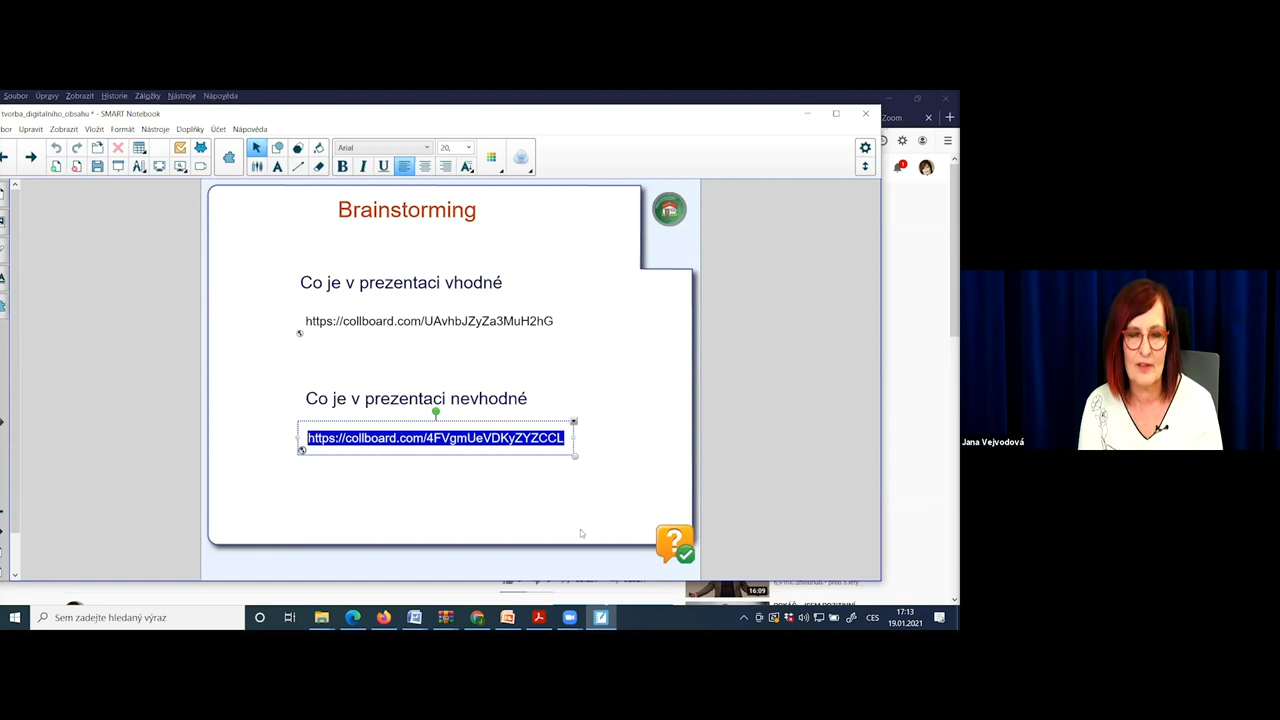 Soubor Úpravy Zobrazit Historie Záložky Nástroje Nápověda
tvorba_digitalniho_obsahu * - SMART Notebook
Zoom
bor Upravit Zobrazit Vložit Formát Nástroje Doplňky Účet Nápověda
Arial 20,
B I U A
Brainstorming
Co je v prezentaci vhodné
https://collboard.com/UAvhbJZyZa3MuH2hG
Co je v prezentaci nevhodné
https://collboard.com/4FVgmUeVDKyZYZCCL
Jana Vejvodová
16:09
Sem zadejte hledaný výraz
CES
17:13
19.01.2021